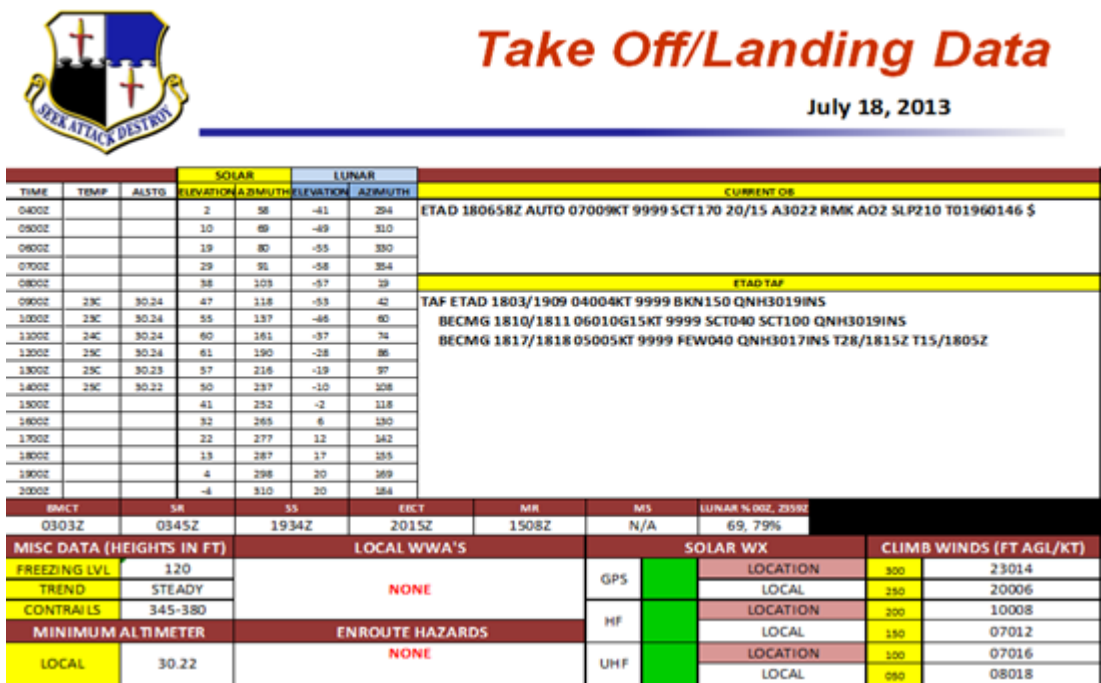 SEEK ATTACK DESTROY
Take Off/Landing Data
July 18, 2013
SOLAR LUNAR
TIME TEMP ALSTG ELEVATION AZIMUTH ELEVATION AZIMUTH CURRENT OB
0400Z 2 58 -41 294 ETAD 180658Z AUTO 07009KT 9999 SCT170 20/15 A3022 RMK AO2 SLP210 T01960146 $
0500Z 10 69 -49 310
0600Z 19 80 -55 330
0700Z 29 91 -58 354
0800Z 38 103 -57 19 ETAD TAF
0900Z 23C 30.24 47 118 -53 42 TAF ETAD 1803/1909 04004KT 9999 BKN150 QNH3019INS
1000Z 23C 30.24 55 137 -46 60 BECMG 1810/1811 06010G15KT 9999 SCT040 SCT100 QNH3019INS
1100Z 24C 30.24 60 161 -37 74 BECMG 1817/1818 05005KT 9999 FEW040 QNH3017INS T28/1815Z T15/1805Z
1200Z 25C 30.24 61 190 -28 86
1300Z 25C 30.23 57 216 -19 97
1400Z 25C 30.22 50 237 -10 108
1500Z 41 252 -2 118
1600Z 32 265 6 130
1700Z 22 277 12 142
1800Z 13 287 17 155
1900Z 4 298 20 169
2000Z -4 310 20 184
BMCT SR SS EECT MR MS LUNAR % 00Z, 2359Z
0303Z 0345Z 1934Z 2015Z 1508Z N/A 69, 79%
MISC DATA (HEIGHTS IN FT) LOCAL WWA'S SOLAR WX CLIMB WINDS (FT AGL/KT)
FREEZING LVL 120 NONE GPS LOCATION 300 23014
TREND STEADY LOCAL 250 20006
CONTRAILS 345-380 HF LOCATION 200 10008
MINIMUM ALTIMETER ENROUTE HAZARDS LOCAL 150 07012
LOCAL 30.22 NONE UHF LOCATION 100 07016
LOCAL 050 08018